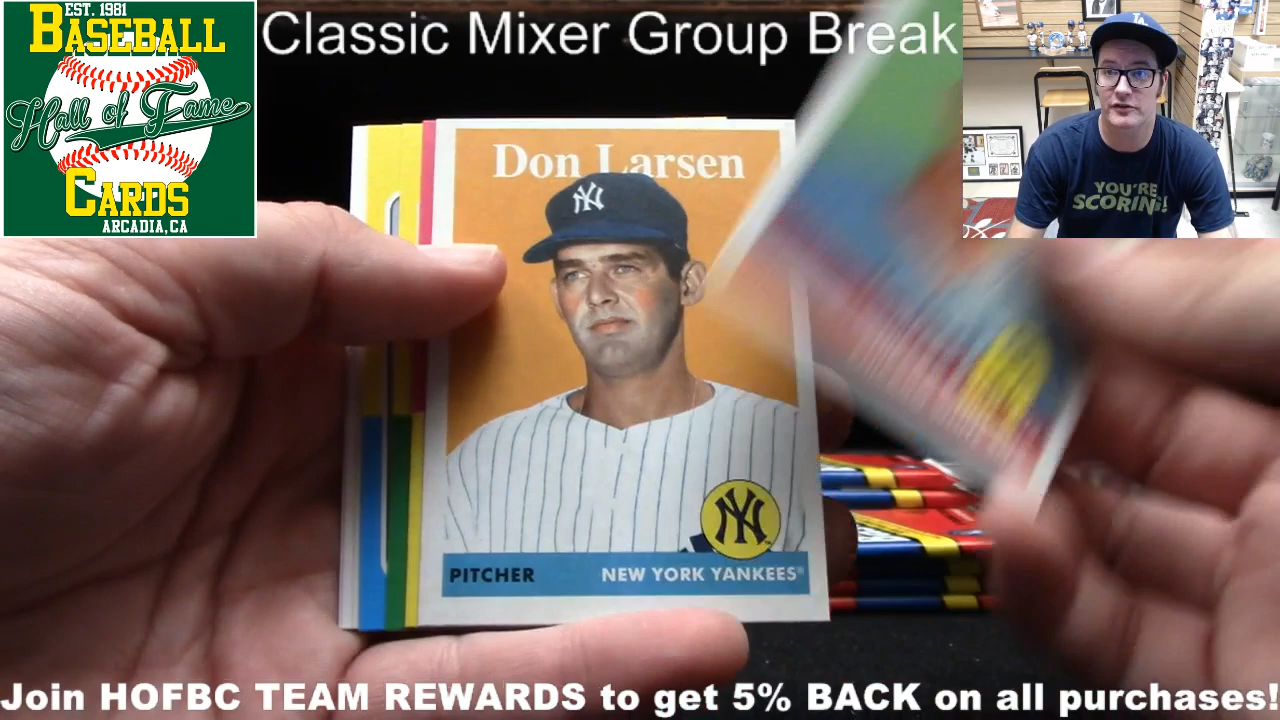 EST. 1981
BASEBALL
Hall of Fame
CARDS
ARCADIA, CA
Classic Mixer Group Break
YOU'RE
SCORING!
Don Larsen
NY
NY
PITCHER
NEW YORK YANKEES®
Join HOFBC TEAM REWARDS to get 5% BACK on all purchases!